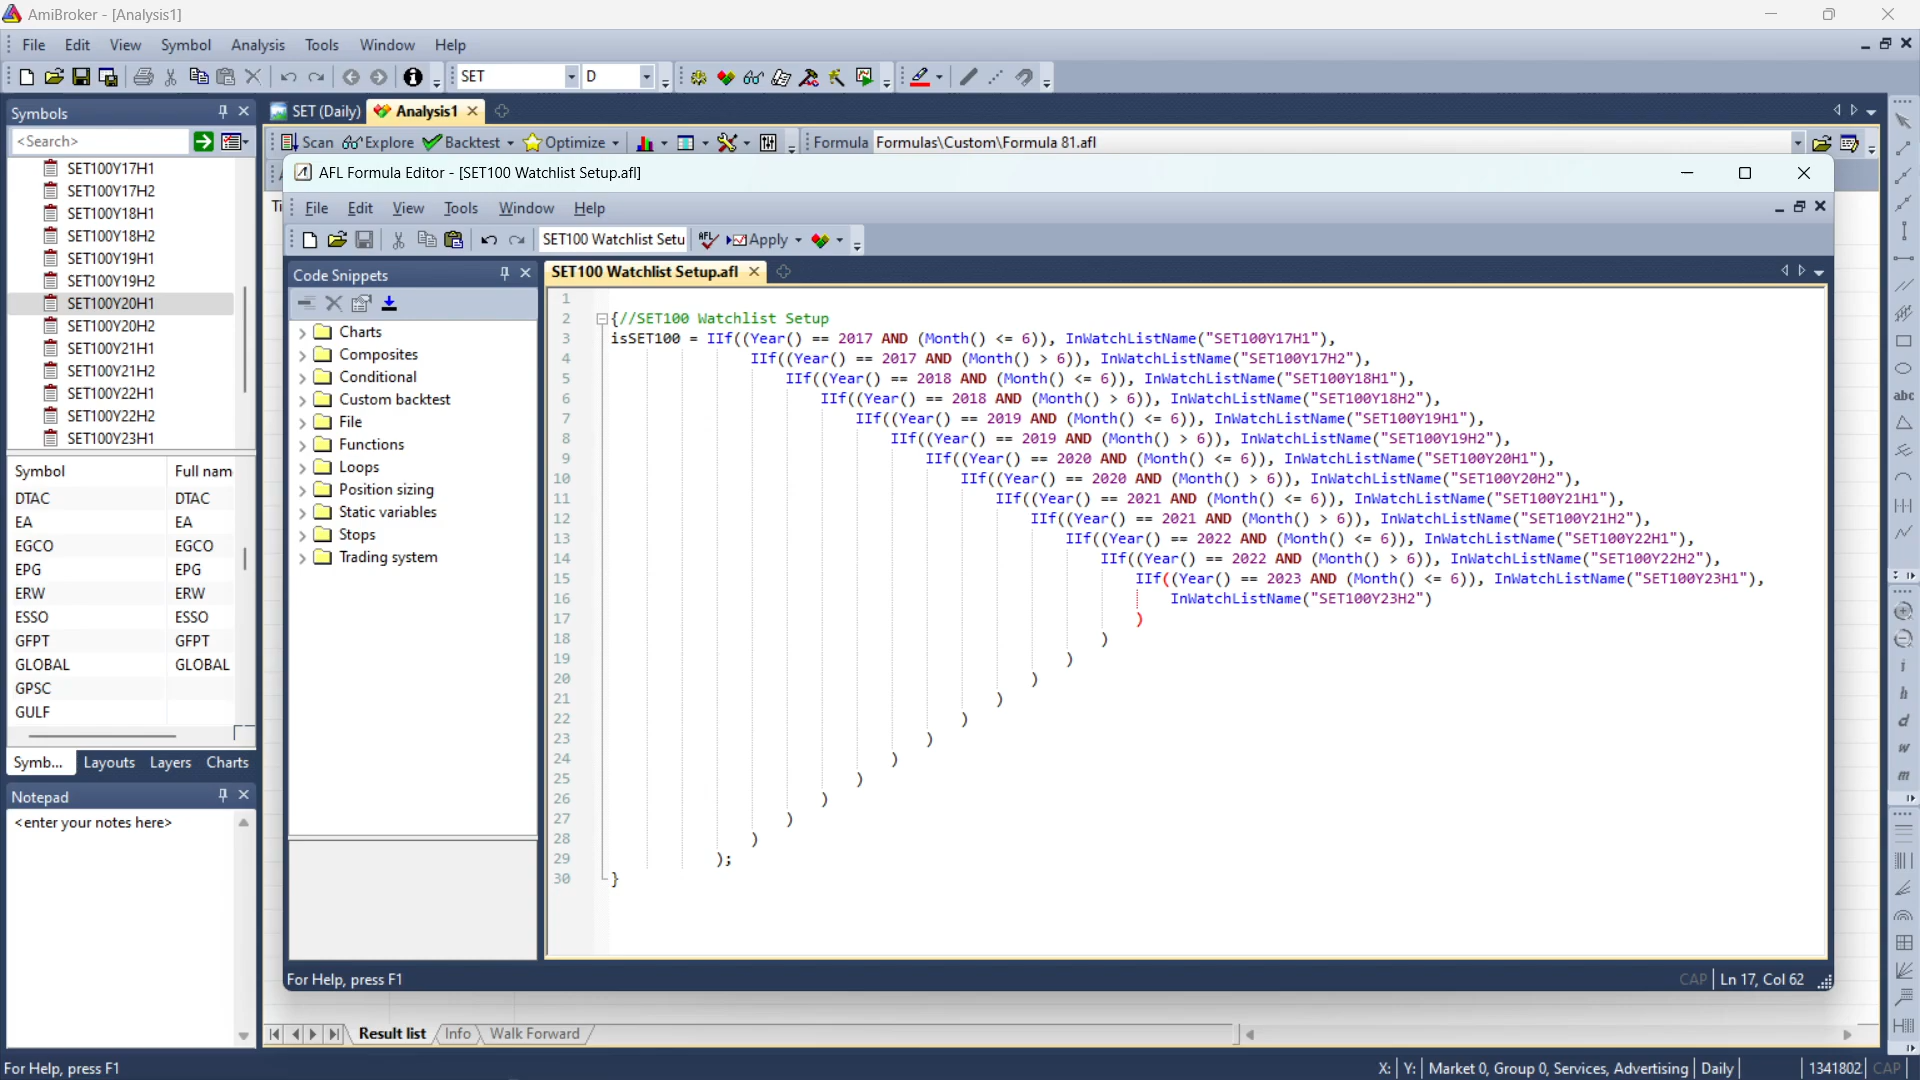 AmiBroker - [Analysis1]
File Edit View Symbol Analysis Tools Window Help
SET D
Symbols
SET (Daily) Analysis1
<Search>
Scan Explore Backtest Optimize Formula Formulas\Custom\Formula 81.afl
SET100Y17H1
SET100Y17H2
SET100Y18H1
SET100Y18H2
SET100Y19H1
SET100Y19H2
SET100Y20H1
SET100Y20H2
SET100Y21H1
SET100Y21H2
SET100Y22H1
SET100Y22H2
SET100Y23H1
Symbol Full nam
DTAC DTAC
EA EA
EGCO EGCO
EPG EPG
ERW ERW
ESSO ESSO
GFPT GFPT
GLOBAL GLOBAL
GPSC
GULF
Symb... Layouts Layers Charts
Notepad
<enter your notes here>
AFL Formula Editor - [SET100 Watchlist Setup.afl]
File Edit View Tools Window Help
SET100 Watchlist Setu AFL Apply
Code Snippets
Charts
Composites
Conditional
Custom backtest
File
Functions
Loops
Position sizing
Static variables
Stops
Trading system
SET100 Watchlist Setup.afl
1
2 {//SET100 Watchlist Setup
3 isSET100 = IIf((Year() == 2017 AND (Month() <= 6)), InWatchListName("SET100Y17H1"),
4 IIf((Year() == 2017 AND (Month() > 6)), InWatchListName("SET100Y17H2"),
5 IIf((Year() == 2018 AND (Month() <= 6)), InWatchListName("SET100Y18H1"),
6 IIf((Year() == 2018 AND (Month() > 6)), InWatchListName("SET100Y18H2"),
7 IIf((Year() == 2019 AND (Month() <= 6)), InWatchListName("SET100Y19H1"),
8 IIf((Year() == 2019 AND (Month() > 6)), InWatchListName("SET100Y19H2"),
9 IIf((Year() == 2020 AND (Month() <= 6)), InWatchListName("SET100Y20H1"),
10 IIf((Year() == 2020 AND (Month() > 6)), InWatchListName("SET100Y20H2"),
11 IIf((Year() == 2021 AND (Month() <= 6)), InWatchListName("SET100Y21H1"),
12 IIf((Year() == 2021 AND (Month() > 6)), InWatchListName("SET100Y21H2"),
13 IIf((Year() == 2022 AND (Month() <= 6)), InWatchListName("SET100Y22H1"),
14 IIf((Year() == 2022 AND (Month() > 6)), InWatchListName("SET100Y22H2"),
15 IIf((Year() == 2023 AND (Month() <= 6)), InWatchListName("SET100Y23H1"),
16 InWatchListName("SET100Y23H2")
17 )
18 )
19 )
20 )
21 )
22 )
23 )
24 )
25 )
26 )
27 )
28 )
29 );
30 }
For Help, press F1 CAP Ln 17, Col 62
abc
i
h
d
w
m
Result list Info Walk Forward
For Help, press F1 X: Y: Market 0, Group 0, Services, Advertising Daily 1341802 CAP